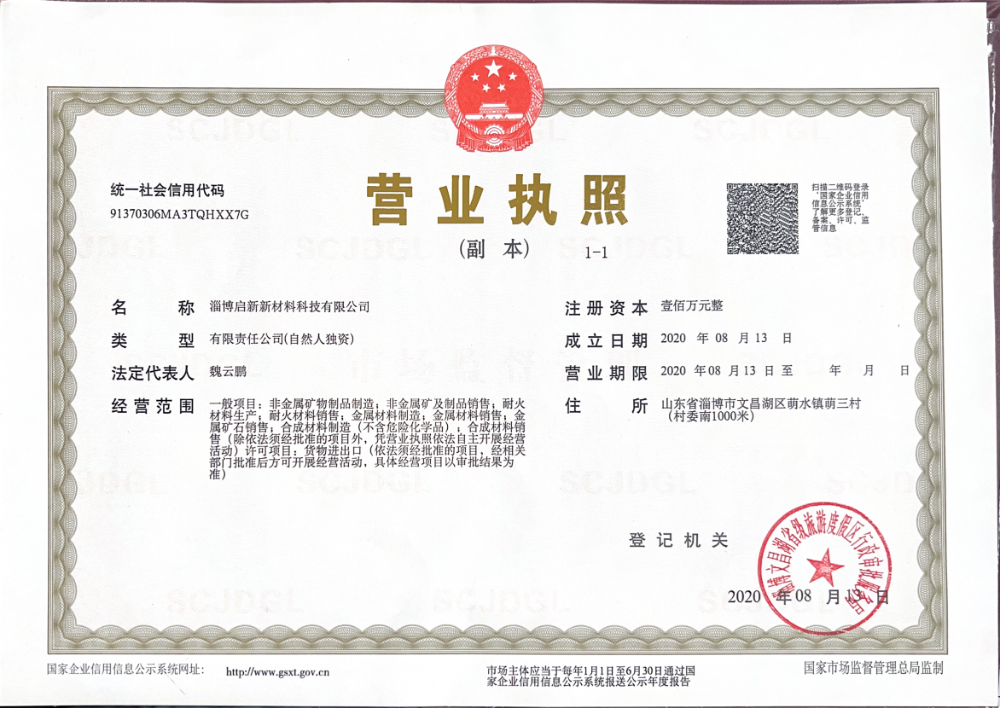 统一社会信用代码
91370306MA3TQHXX7G
营业执照
(副 本)
1-1
扫描二维码登录
'国家企业信用
信息公示系统'
了解更多登记、
备案、许可、监
管信息
名 称 淄博启新新材料科技有限公司
类 型 有限责任公司(自然人独资)
法定代表人 魏云鹏
经营范围 一般项目：非金属矿物制品制造；非金属矿及制品销售；耐火
材料生产；耐火材料销售；金属材料制造；金属材料销售；金
属矿石销售；合成材料制造（不含危险化学品）；合成材料销
售（除依法须经批准的项目外，凭营业执照依法自主开展经营
活动）许可项目：货物进出口（依法须经批准的项目，经相关
部门批准后方可开展经营活动，具体经营项目以审批结果为
准）
注册资本 壹佰万元整
成立日期 2020 年 08 月 13 日
营业期限 2020 年 08 月 13 日 至 年 月 日
住 所 山东省淄博市文昌湖区萌水镇萌三村
（村委南1000米）
登记机关
淄博文昌湖省级旅游度假区行政审批服务局
2020 年 08 月 13 日
国家企业信用信息公示系统网址：
http://www.gsxt.gov.cn
市场主体应当于每年1月1日至6月30日通过国
家企业信用信息公示系统报送公示年度报告
国家市场监督管理总局监制